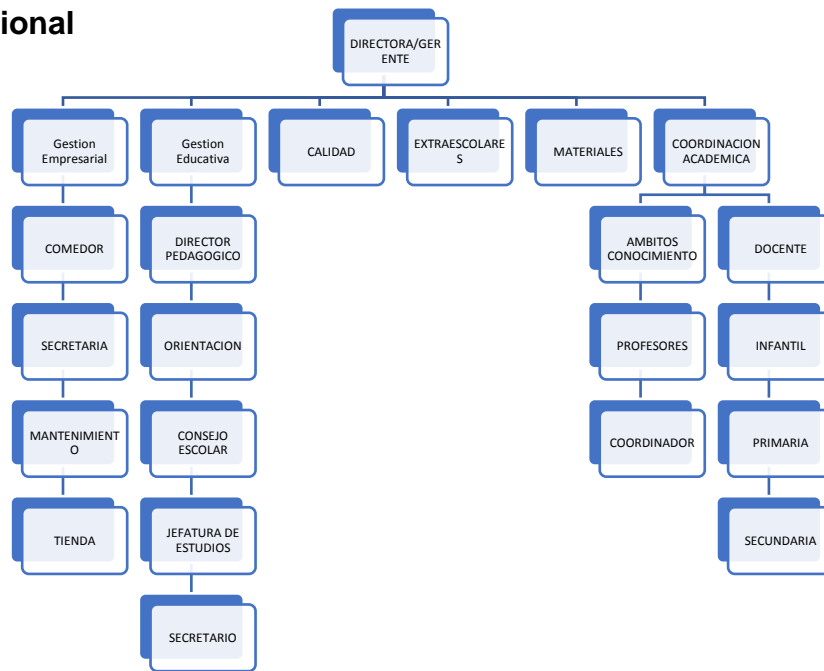 ional
DIRECTORA/GER
ENTE
Gestion
Empresarial
Gestion
Educativa
CALIDAD
EXTRAESCOLARE
S
MATERIALES
COORDINACION
ACADEMICA
COMEDOR
DIRECTOR
PEDAGOGICO
AMBITOS
CONOCIMIENTO
DOCENTE
SECRETARIA
ORIENTACION
PROFESORES
INFANTIL
MANTENIMIENT
O
CONSEJO
ESCOLAR
COORDINADOR
PRIMARIA
TIENDA
JEFATURA DE
ESTUDIOS
SECUNDARIA
SECRETARIO